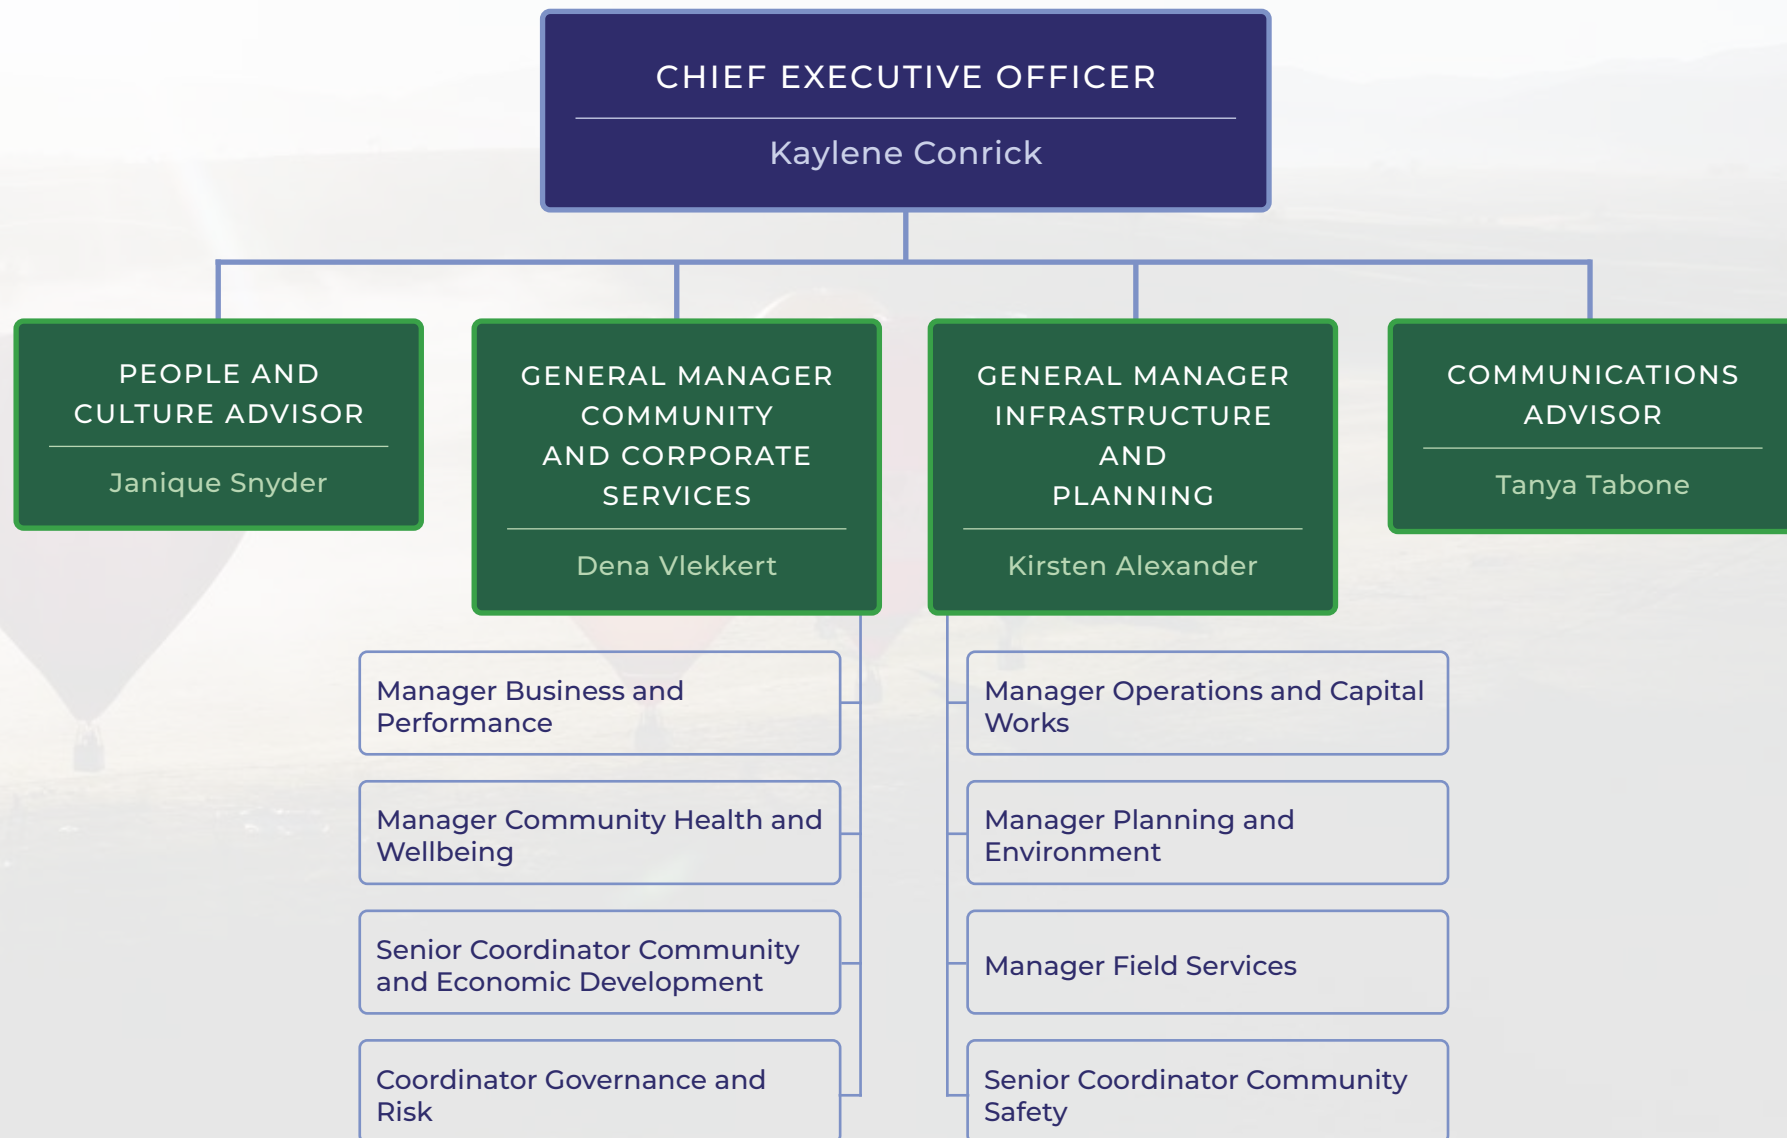 CHIEF EXECUTIVE OFFICER
Kaylene Conrick
PEOPLE AND
CULTURE ADVISOR
Janique Snyder
GENERAL MANAGER
COMMUNITY
AND CORPORATE
SERVICES
Dena Vlekkert
GENERAL MANAGER
INFRASTRUCTURE
AND
PLANNING
Kirsten Alexander
COMMUNICATIONS
ADVISOR
Tanya Tabone
Manager Business and
Performance
Manager Community Health and
Wellbeing
Senior Coordinator Community
and Economic Development
Coordinator Governance and
Risk
Manager Operations and Capital
Works
Manager Planning and
Environment
Manager Field Services
Senior Coordinator Community
Safety